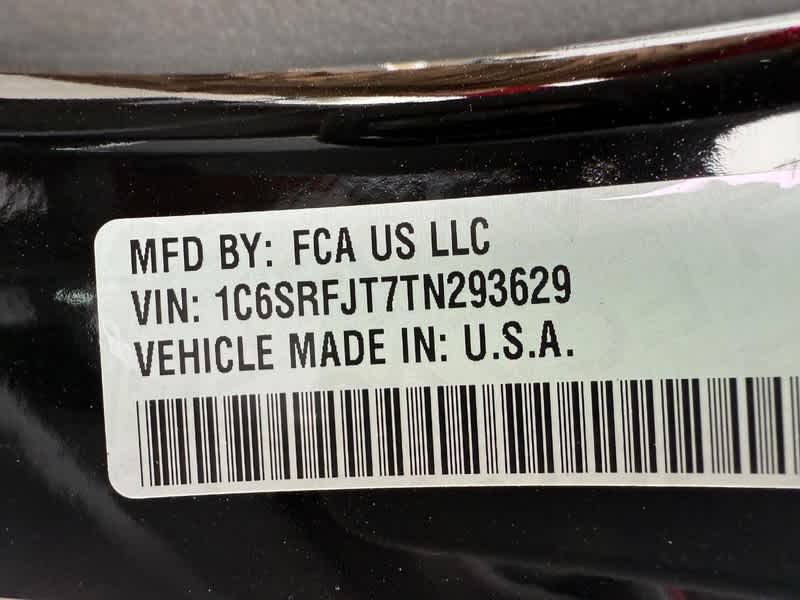 MFD BY: FCA US LLC
VIN: 1C6SRFJT7TN293629
VEHICLE MADE IN: U.S.A.